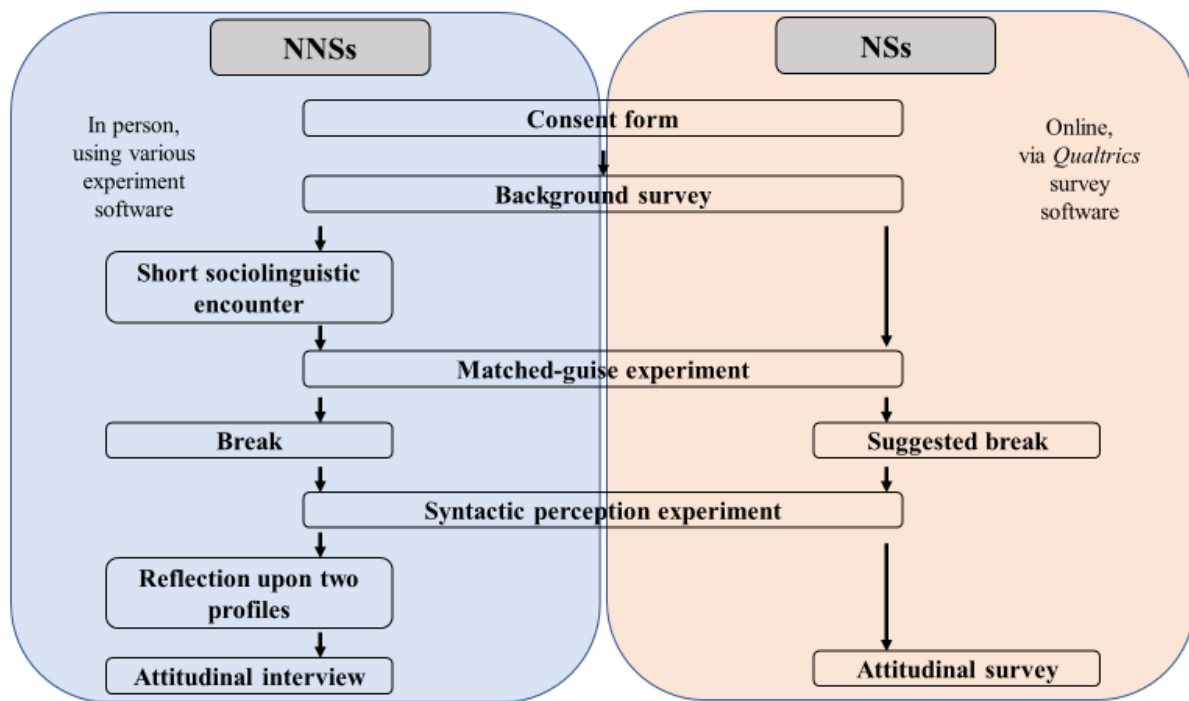 NNSs
NSs
Consent form
In person,
using various
experiment
software
Online,
via Qualtrics
survey
software
Background survey
Short sociolinguistic
encounter
Matched-guise experiment
Break
Suggested break
Syntactic perception experiment
Reflection upon two
profiles
Attitudinal interview
Attitudinal survey